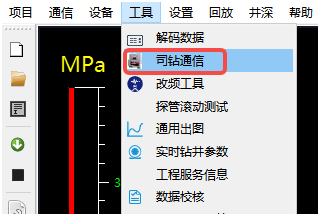 项目 通信 设备 工具 设置 回放 井深 帮助
解码数据
MPa
司钻通信
改频工具
探管滚动测试
通用出图
实时钻井参数
3
工程服务信息
数据校核